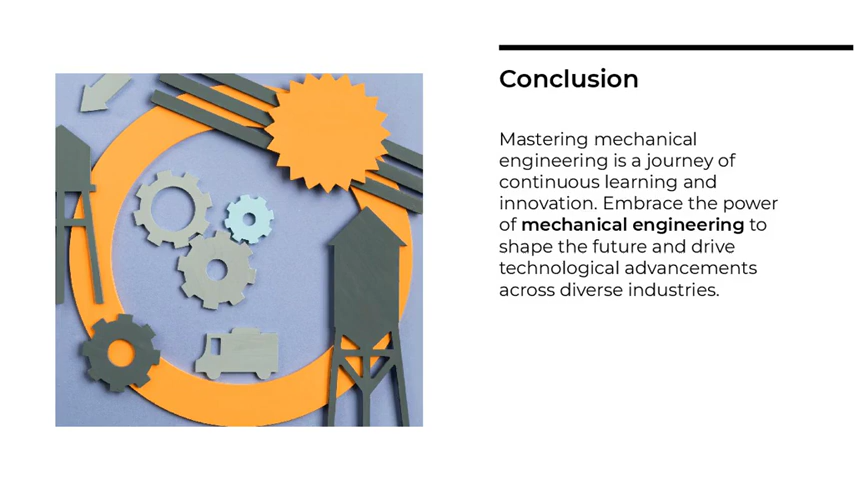 Conclusion
Mastering mechanical
engineering is a journey of
continuous learning and
innovation. Embrace the power
of mechanical engineering to
shape the future and drive
technological advancements
across diverse industries.